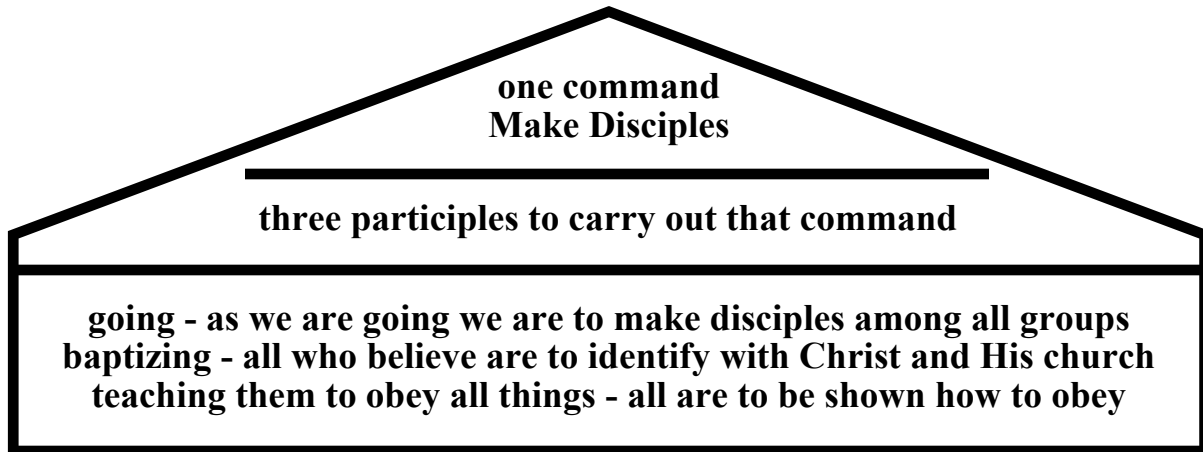 one command
Make Disciples
three participles to carry out that command
going - as we are going we are to make disciples among all groups
baptizing - all who believe are to identify with Christ and His church
teaching them to obey all things - all are to be shown how to obey